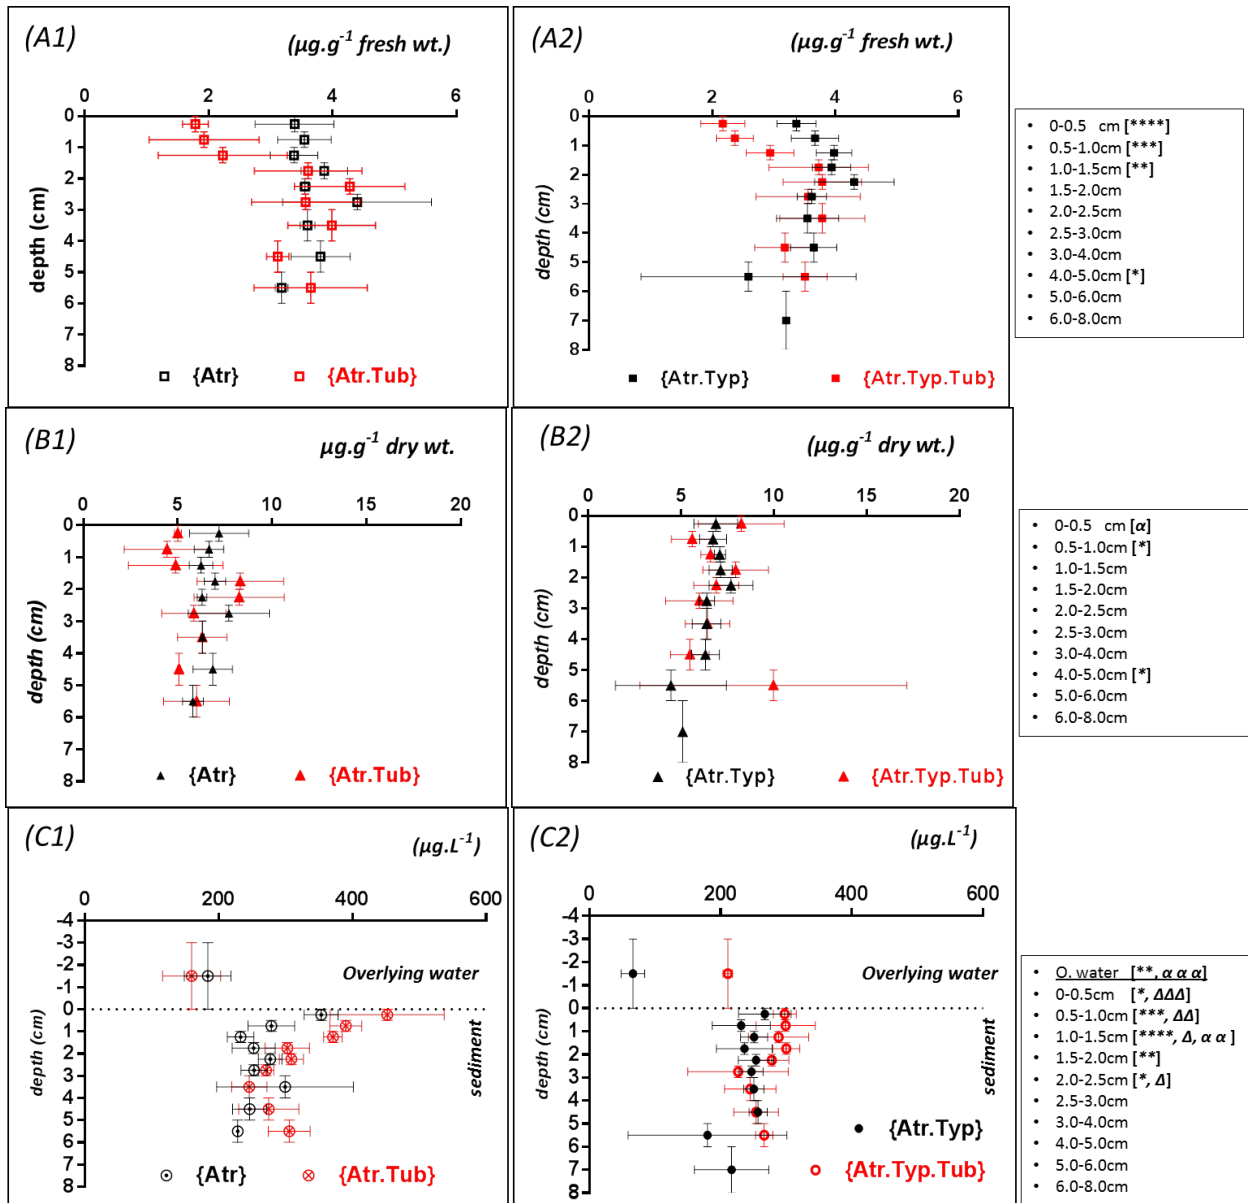 (A1)
(µg.g⁻¹ fresh wt.)
0 2 4 6
0
1
2
3
4
5
6
7
8
depth (cm)
{Atr} {Atr.Tub}
(A2)
(µg.g⁻¹ fresh wt.)
0 2 4 6
0
1
2
3
4
5
6
7
8
depth (cm)
{Atr.Typ} {Atr.Typ.Tub}
• 0-0.5 cm [****]
• 0.5-1.0cm [***]
• 1.0-1.5cm [**]
• 1.5-2.0cm
• 2.0-2.5cm
• 2.5-3.0cm
• 3.0-4.0cm
• 4.0-5.0cm [*]
• 5.0-6.0cm
• 6.0-8.0cm
(B1)
µg.g⁻¹ dry wt.
0 5 10 15 20
0
1
2
3
4
5
6
7
8
depth (cm)
{Atr} {Atr.Tub}
(B2)
(µg.g⁻¹ dry wt.)
0 5 10 15 20
0
1
2
3
4
5
6
7
8
depth (cm)
{Atr.Typ} {Atr.Typ.Tub}
• 0-0.5 cm [α]
• 0.5-1.0cm [*]
• 1.0-1.5cm
• 1.5-2.0cm
• 2.0-2.5cm
• 2.5-3.0cm
• 3.0-4.0cm
• 4.0-5.0cm [*]
• 5.0-6.0cm
• 6.0-8.0cm
(C1)
(µg.L⁻¹)
0 200 400 600
-4
-3
-2
-1
0
1
2
3
4
5
6
7
8
depth (cm)
Overlying water
sediment
{Atr} {Atr.Tub}
(C2)
(µg.L⁻¹)
0 200 400 600
-4
-3
-2
-1
0
1
2
3
4
5
6
7
8
depth (cm)
Overlying water
sediment
{Atr.Typ}
{Atr.Typ.Tub}
• O. water [**, α α α]
• 0-0.5cm [*, ΔΔΔ]
• 0.5-1.0cm [***, ΔΔ]
• 1.0-1.5cm [****, Δ, α α]
• 1.5-2.0cm [**]
• 2.0-2.5cm [*, Δ]
• 2.5-3.0cm
• 3.0-4.0cm
• 4.0-5.0cm
• 5.0-6.0cm
• 6.0-8.0cm